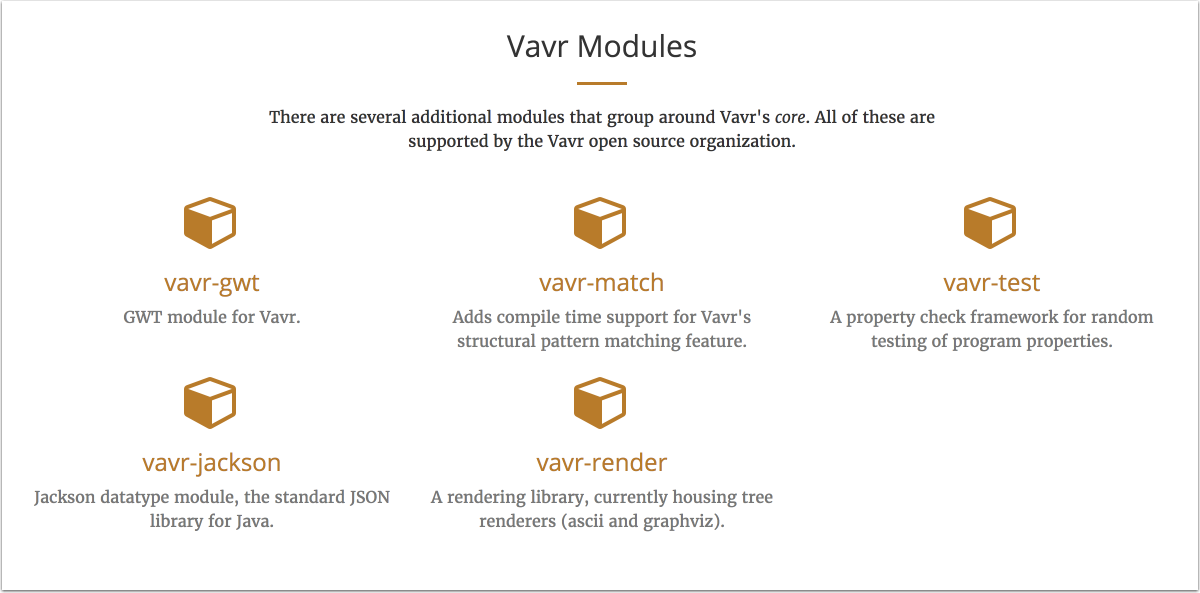 Vavr Modules
There are several additional modules that group around Vavr's core. All of these are
supported by the Vavr open source organization.
vavr-gwt
GWT module for Vavr.
vavr-match
Adds compile time support for Vavr's
structural pattern matching feature.
vavr-test
A property check framework for random
testing of program properties.
vavr-jackson
Jackson datatype module, the standard JSON
library for Java.
vavr-render
A rendering library, currently housing tree
renderers (ascii and graphviz).